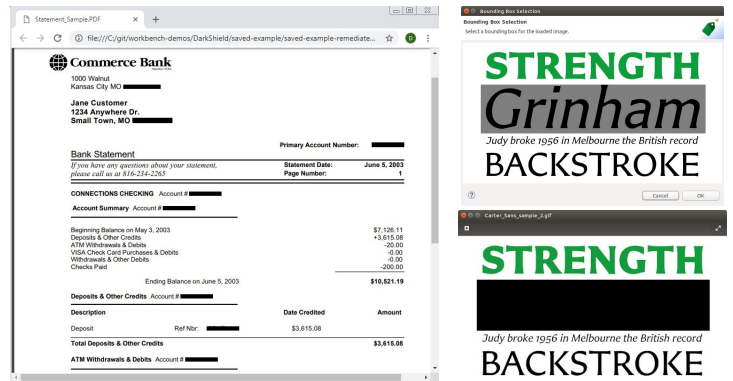 Statement_Sample.PDF
file:///C:/git/workbench-demos/DarkShield/saved-example/saved-example-remediate...
D
Commerce Bank
1000 Walnut
Kansas City MO
Jane Customer
1234 Anywhere Dr.
Small Town, MO
Primary Account Number:
Bank Statement
If you have any questions about your statement,
please call us at 816-234-2265
Statement Date: June 5, 2003
Page Number: 1
CONNECTIONS CHECKING Account #
Account Summary Account #
Beginning Balance on May 3, 2003 $7,126.11
Deposits & Other Credits +3,615.08
ATM Withdrawals & Debits -20.00
VISA Check Card Purchases & Debits -0.00
Withdrawals & Other Debits -0.00
Checks Paid -200.00
Ending Balance on June 5, 2003 $10,521.19
Deposits & Other Credits Account #
Description Date Credited Amount
Deposit Ref Nbr: $3,615.08
Total Deposits & Other Credits $3,615.08
ATM Withdrawals & Debits Account #
Bounding Box Selection
Bounding Box Selection
Select a bounding box for the loaded image.
STRENGTH
Grinham
Judy broke 1956 in Melbourne the British record
BACKSTROKE
Cancel OK
Carter_Sans_sample_2.gif
STRENGTH
Judy broke 1956 in Melbourne the British record
BACKSTROKE